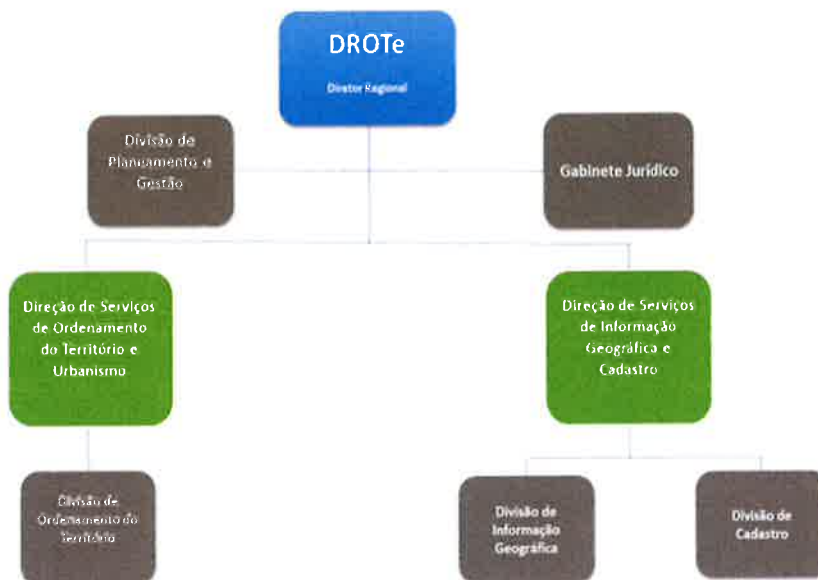 DROTe
Diretor Regional
Divisão de
Planeamento e
Gestão
Gabinete Jurídico
Direção de Serviços
de Ordenamento
do Território e
Urbanismo
Direção de Serviços
de Informação
Geográfica e
Cadastro
Divisão de
Ordenamento do
Território
Divisão de
Informação
Geográfica
Divisão de
Cadastro